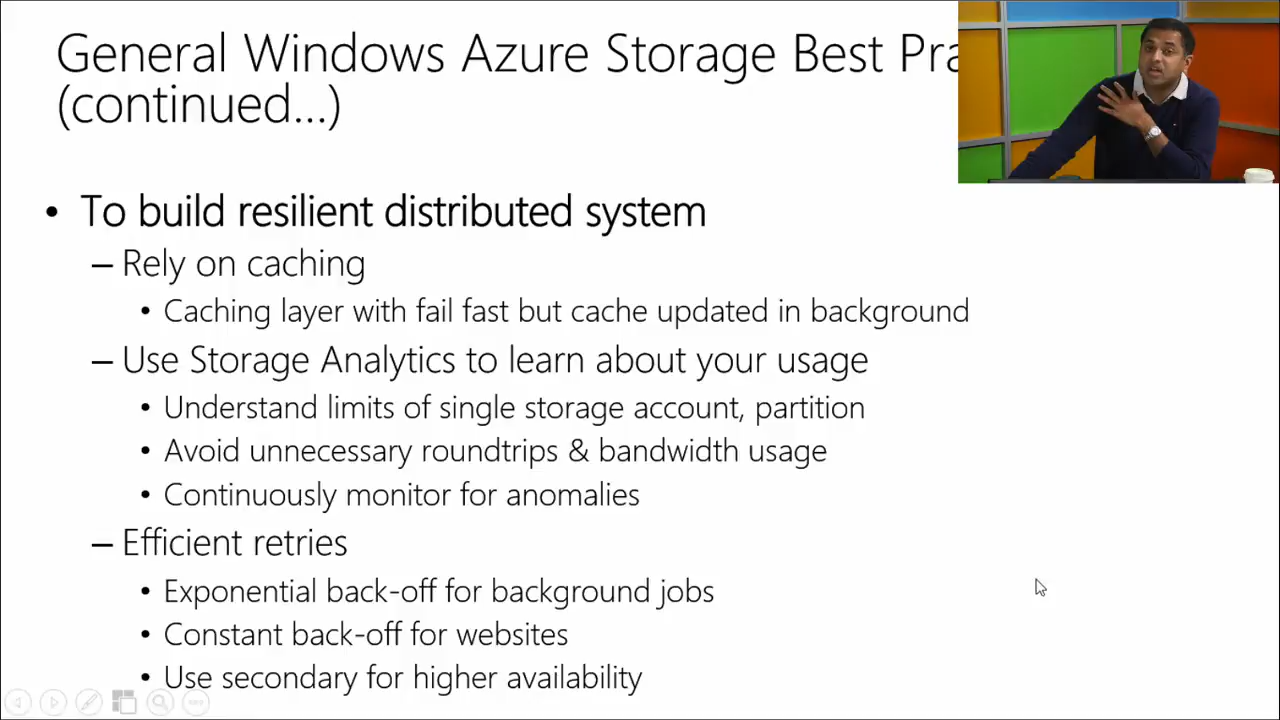 General Windows Azure Storage Best Pra
(continued...)
• To build resilient distributed system
– Rely on caching
• Caching layer with fail fast but cache updated in background
– Use Storage Analytics to learn about your usage
• Understand limits of single storage account, partition
• Avoid unnecessary roundtrips & bandwidth usage
• Continuously monitor for anomalies
– Efficient retries
• Exponential back-off for background jobs
• Constant back-off for websites
• Use secondary for higher availability